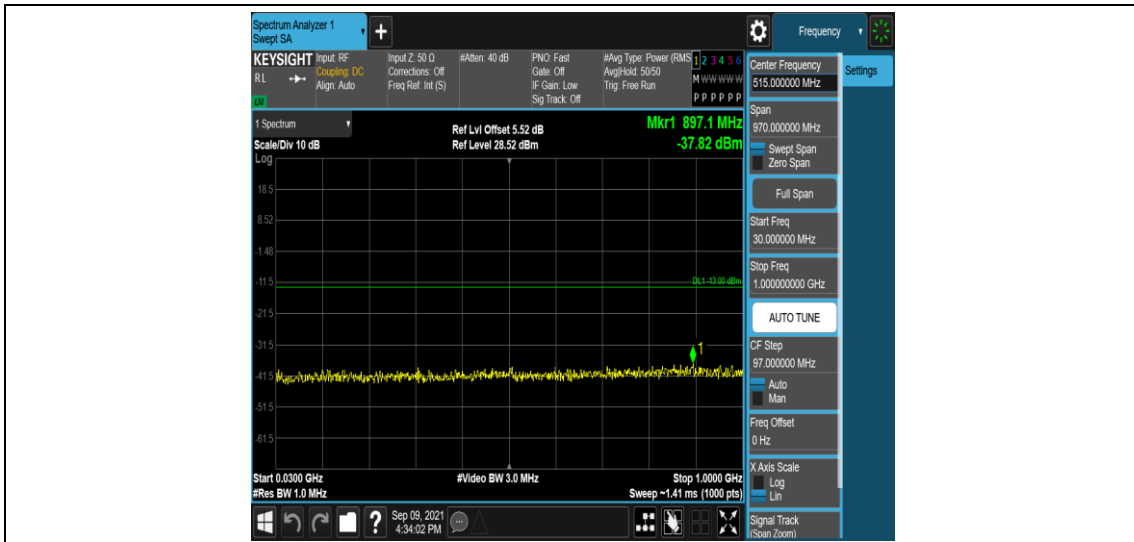 Spectrum Analyzer 1
Swept SA
+
Frequency
KEYSIGHT
RL
LXI
Input: RF
Coupling: DC
Align: Auto
Input Z: 50 Ω
Corrections: Off
Freq Ref: Int (S)
#Atten: 40 dB
PNO: Fast
Gate: Off
IF Gain: Low
Sig Track: Off
#Avg Type: Power (RMS
Avg|Hold: 50/50
Trig: Free Run
1 2 3 4 5 6
M W W W W W
P P P P P P
Center Frequency
515.000000 MHz
Settings
Span
970.000000 MHz
Swept Span
Zero Span
Full Span
Start Freq
30.000000 MHz
Stop Freq
1.000000000 GHz
AUTO TUNE
CF Step
97.000000 MHz
Auto
Man
Freq Offset
0 Hz
X Axis Scale
Log
Lin
Signal Track
(Span Zoom)
1 Spectrum
Scale/Div 10 dB
Log
Ref Lvl Offset 5.52 dB
Ref Level 28.52 dBm
Mkr1 897.1 MHz
-37.82 dBm
18.5
8.52
-1.48
-11.5
DL1 -13.00 dBm
-21.5
-31.5
1
-41.5
-51.5
-61.5
Start 0.0300 GHz
#Res BW 1.0 MHz
#Video BW 3.0 MHz
Stop 1.0000 GHz
Sweep ~1.41 ms (1000 pts)
?
Sep 09, 2021
4:34:02 PM